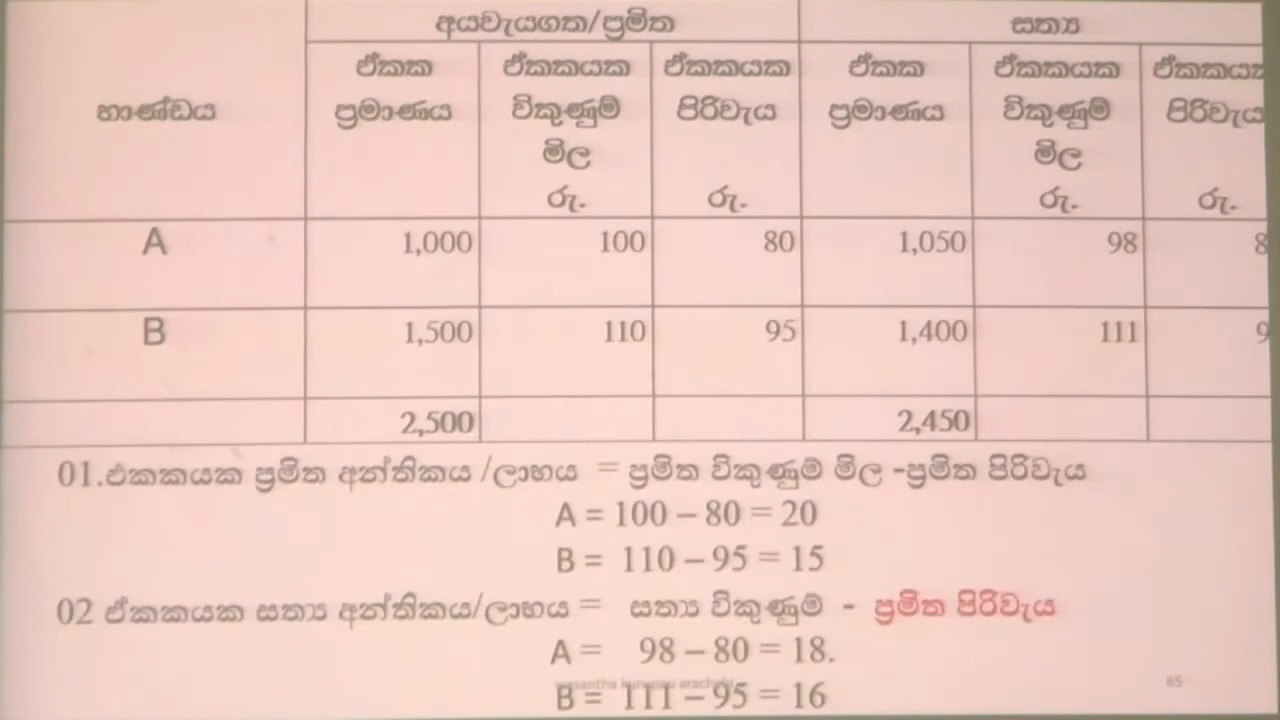 අයවැයගත/ප්‍රමිත සත්‍ය
භාණ්ඩය
ඒකක ප්‍රමාණය
ඒකකයක විකුණුම් මිල රු.
ඒකකයක පිරිවැය රු.
ඒකක ප්‍රමාණය
ඒකකයක විකුණුම් මිල රු.
පිරිවැය රු.
A 1,000 100 80 1,050 98
B 1,500 110 95 1,400 111
2,500 2,450
01.එකකයක ප්‍රමිත අන්තිකය /ලාභය = ප්‍රමිත විකුණුම් මිල -ප්‍රමිත පිරිවැය
A = 100 – 80 = 20
B = 110 – 95 = 15
02 ඒකකයක සත්‍ය අන්තිකය/ලාභය = සත්‍ය විකුණුම් - ප්‍රමිත පිරිවැය
A = 98 – 80 = 18.
B = 111 – 95 = 16
65